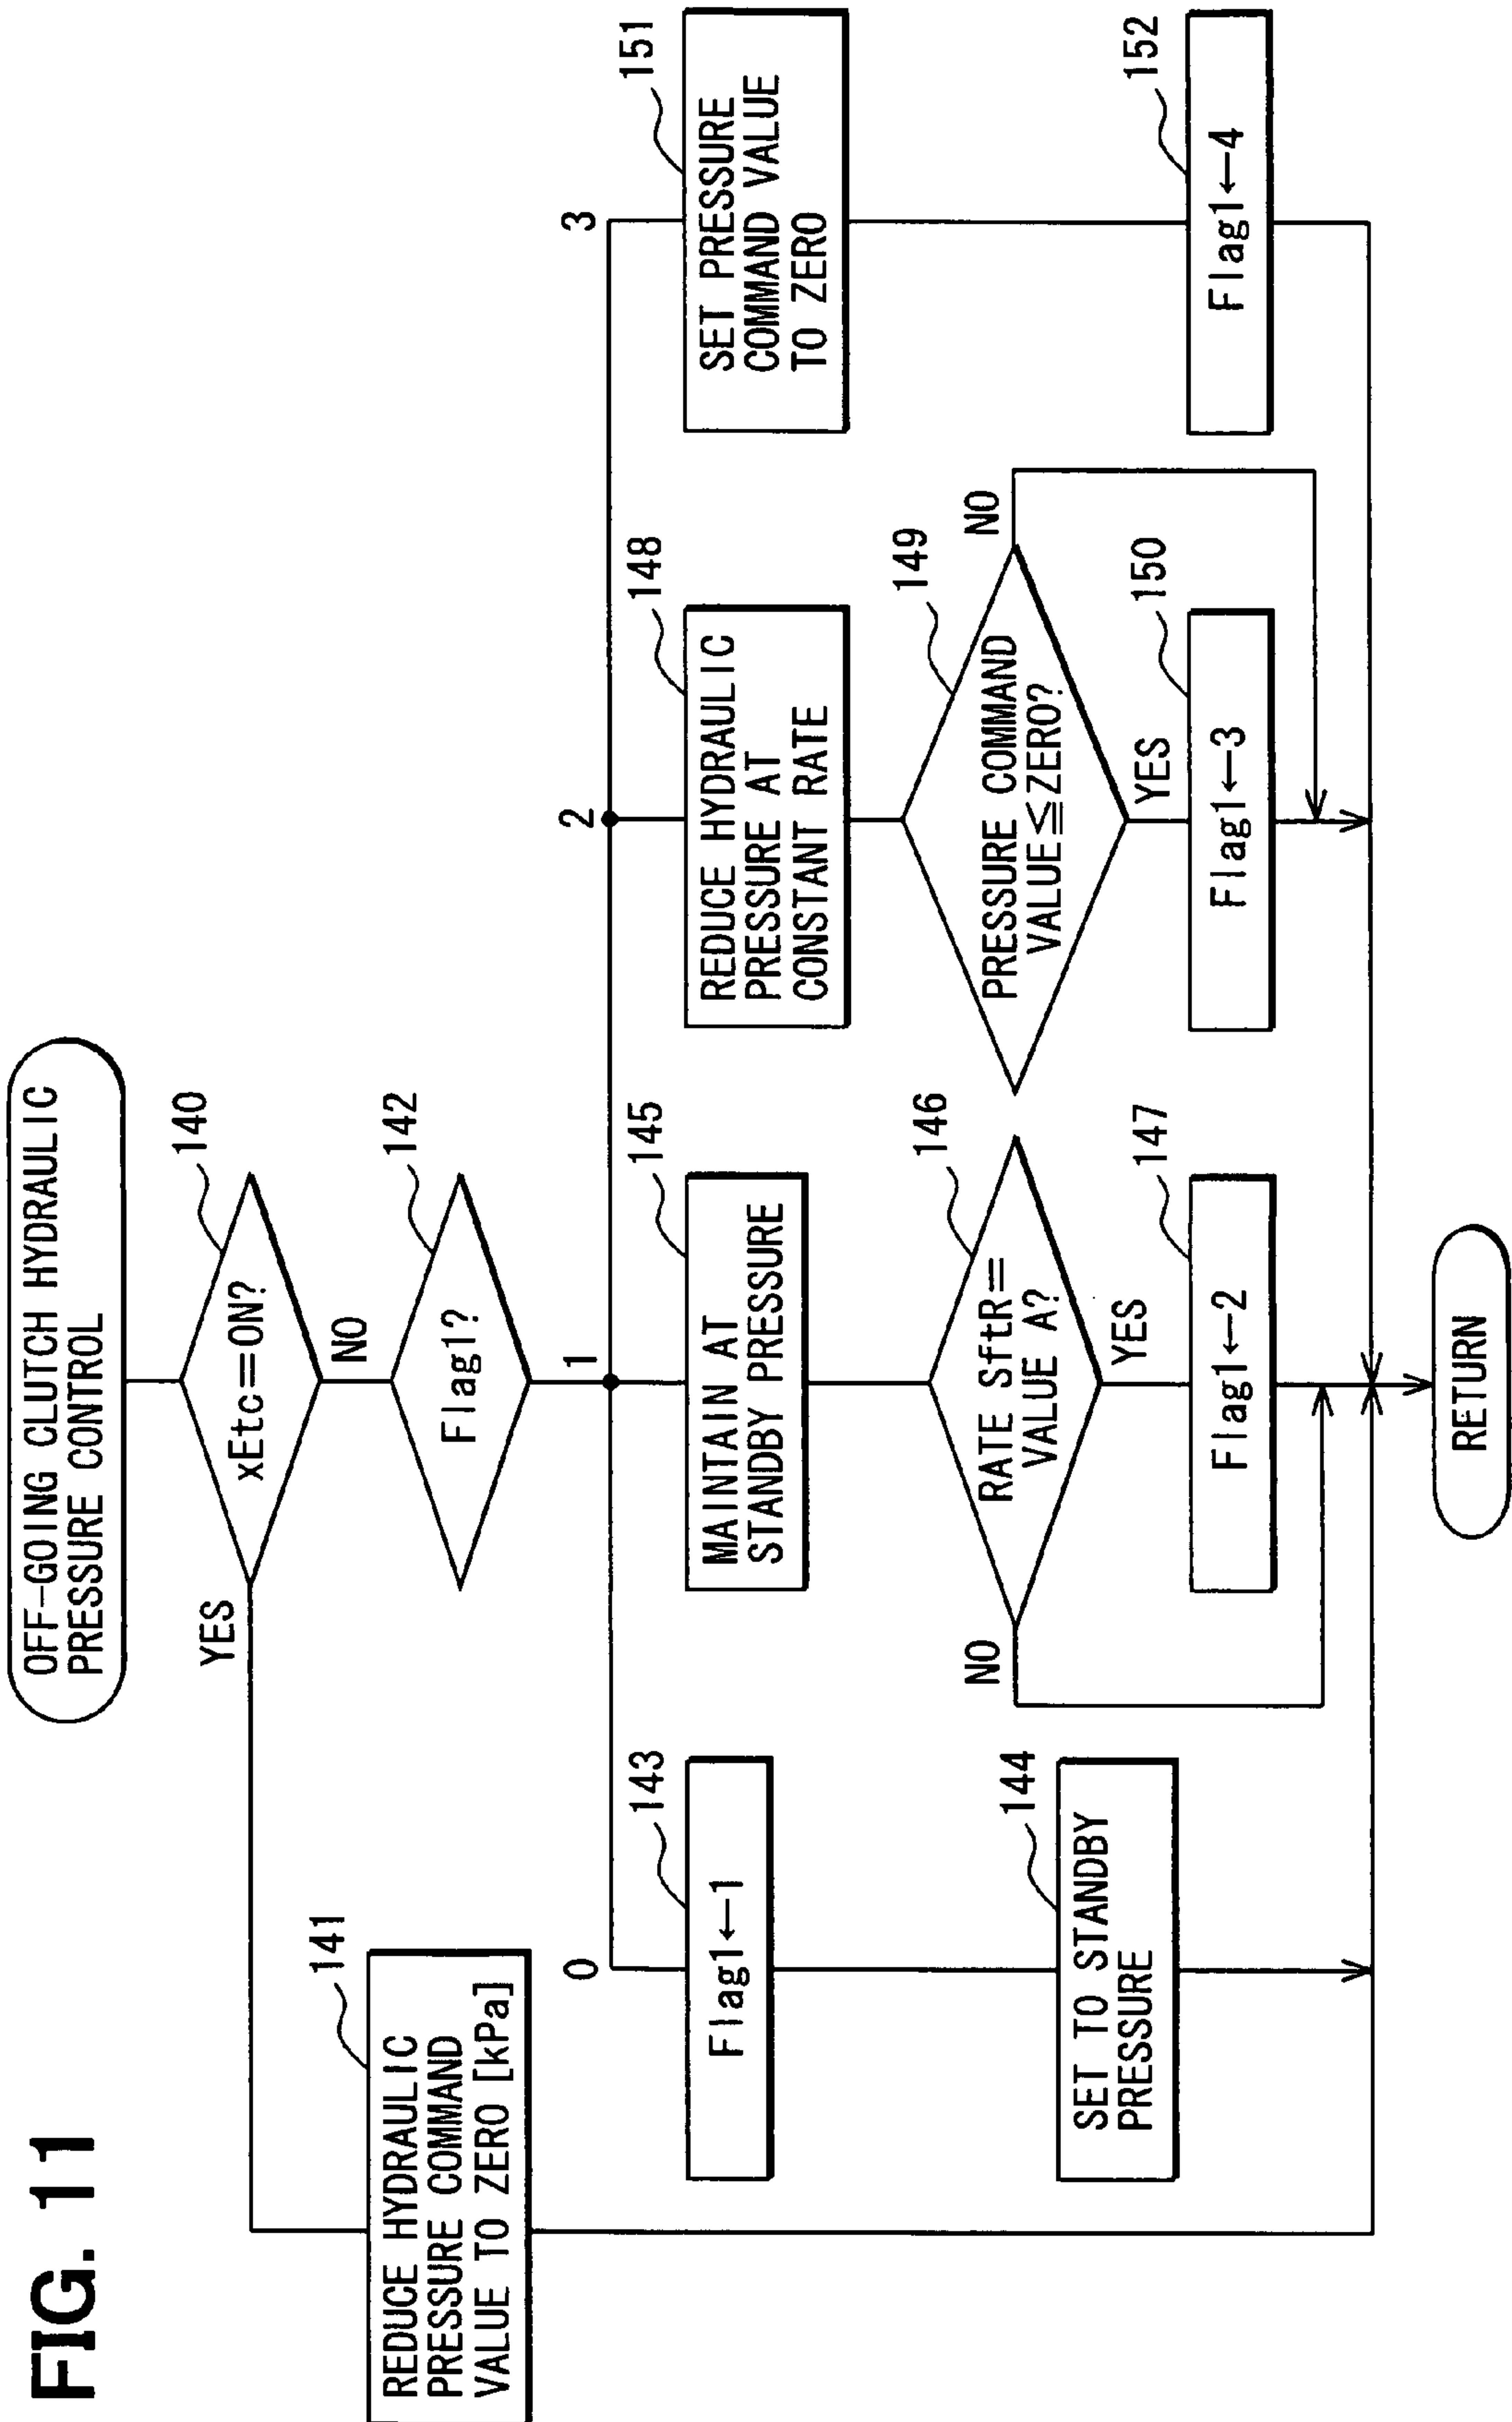 FIG. 11
OFF-GOING CLUTCH HYDRAULIC
PRESSURE CONTROL
140
xEtc=ON?
YES
NO
141
REDUCE HYDRAULIC
PRESSURE COMMAND
VALUE TO ZERO [kPa]
142
Flag1?
0
1
2
3
143
Flag1←1
144
SET TO STANDBY
PRESSURE
145
MAINTAIN AT
STANDBY PRESSURE
146
RATE SftR=
VALUE A?
NO
YES
147
Flag1←2
148
REDUCE HYDRAULIC
PRESSURE AT
CONSTANT RATE
149
PRESSURE COMMAND
VALUE≦ZERO?
NO
YES
150
Flag1←3
151
SET PRESSURE
COMMAND VALUE
TO ZERO
152
Flag1←4
RETURN